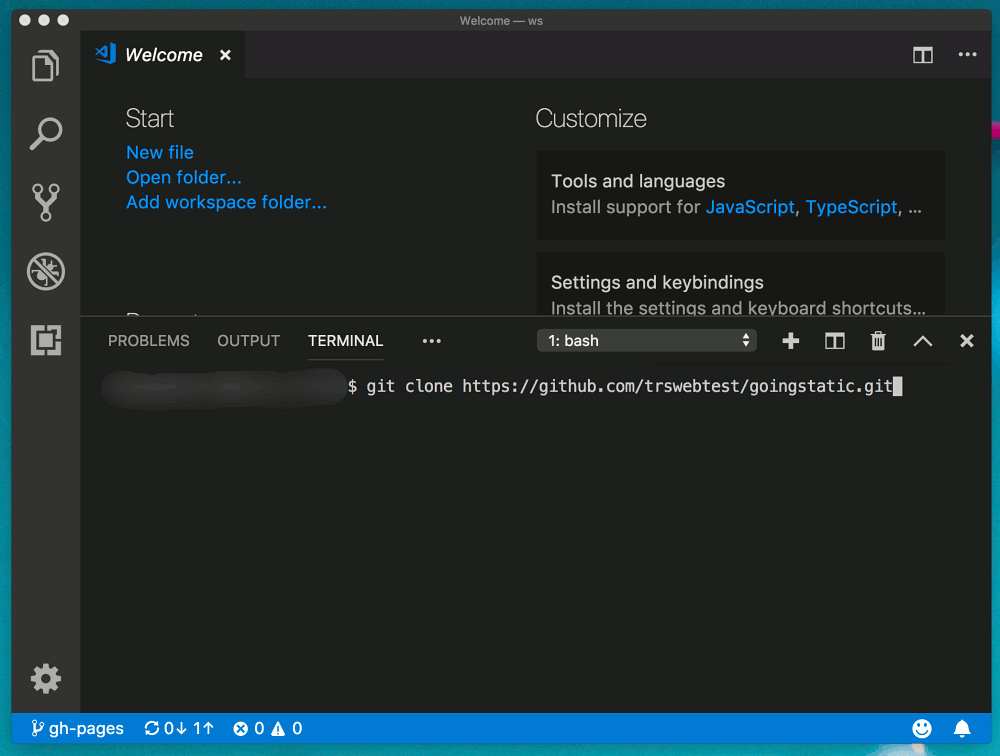 Welcome — ws
Welcome
Start
New file
Open folder...
Add workspace folder...
Customize
Tools and languages
Install support for JavaScript, TypeScript, ...
Settings and keybindings
Install the settings and keyboard shortcuts...
PROBLEMS OUTPUT TERMINAL
1: bash
$ git clone https://github.com/trswebtest/goingstatic.git
gh-pages 0↓ 1↑ 0 0